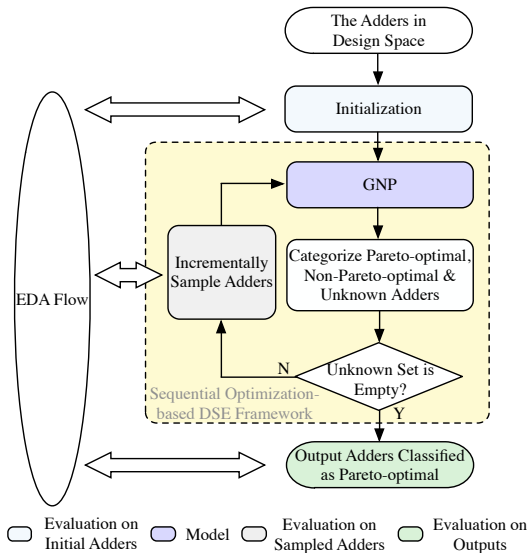 The Adders in
Design Space
Initialization
GNP
Categorize Pareto-optimal,
Non-Pareto-optimal &
Unknown Adders
Incrementally
Sample Adders
EDA Flow
Unknown Set is
Empty?
N
Y
Sequential Optimization-
based DSE Framework
Output Adders Classified
as Pareto-optimal
Evaluation on
Initial Adders
Model
Evaluation on
Sampled Adders
Evaluation on
Outputs